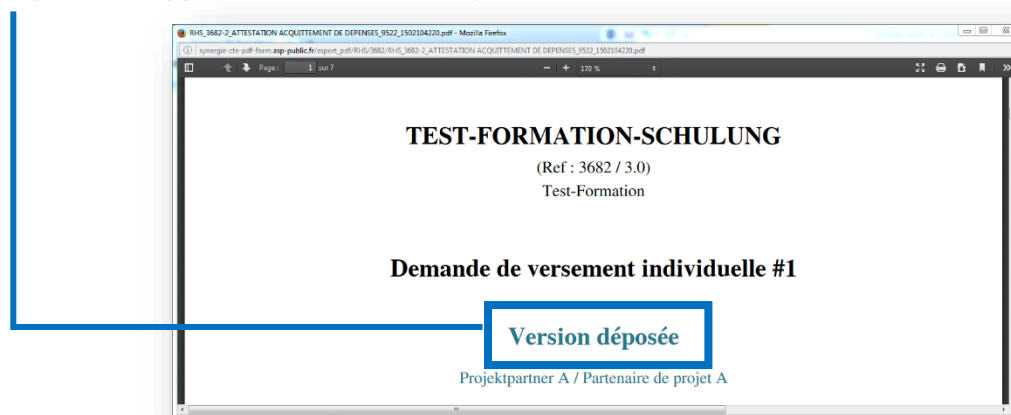 RHS_3682-2_ATTESTATION ACQUITTEMENT DE DEPENSES_9522_1502104220.pdf - Mozilla Firefox
synergie-cte-pdf-form.asp-public.fr/export_pdf/RHS/3682/RHS_3682-2_ATTESTATION ACQUITTEMENT DE DEPENSES_9522_1502104220.pdf
Page : 1 sur 7 170 %
TEST-FORMATION-SCHULUNG
(Ref : 3682 / 3.0)
Test-Formation
Demande de versement individuelle #1
Version déposée
Projektpartner A / Partenaire de projet A